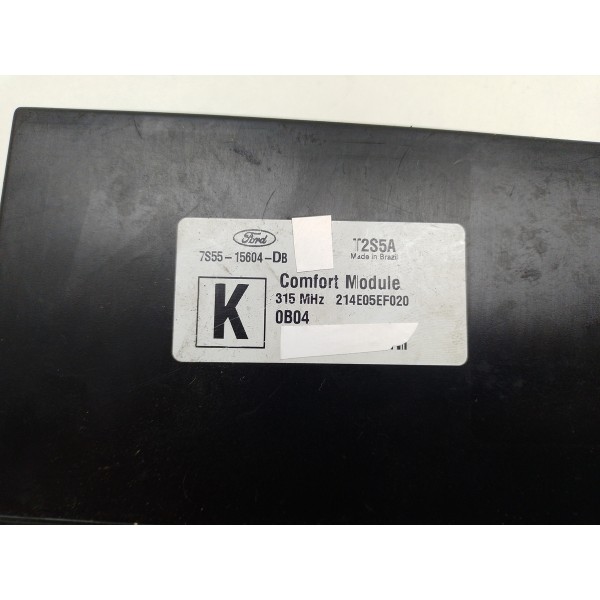 Ford
7S55-15604-DB
T2S5A
Made in Brazil
K
Comfort Module
315 MHz 214E05EF020
0B04